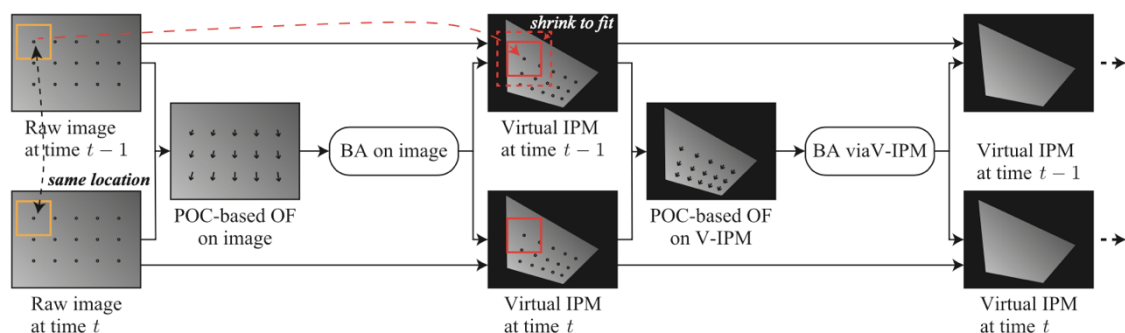 shrink to fit
Raw image
at time t − 1
same location
POC-based OF
on image
BA on image
Virtual IPM
at time t − 1
POC-based OF
on V-IPM
BA viaV-IPM
Virtual IPM
at time t − 1
Raw image
at time t
Virtual IPM
at time t
Virtual IPM
at time t